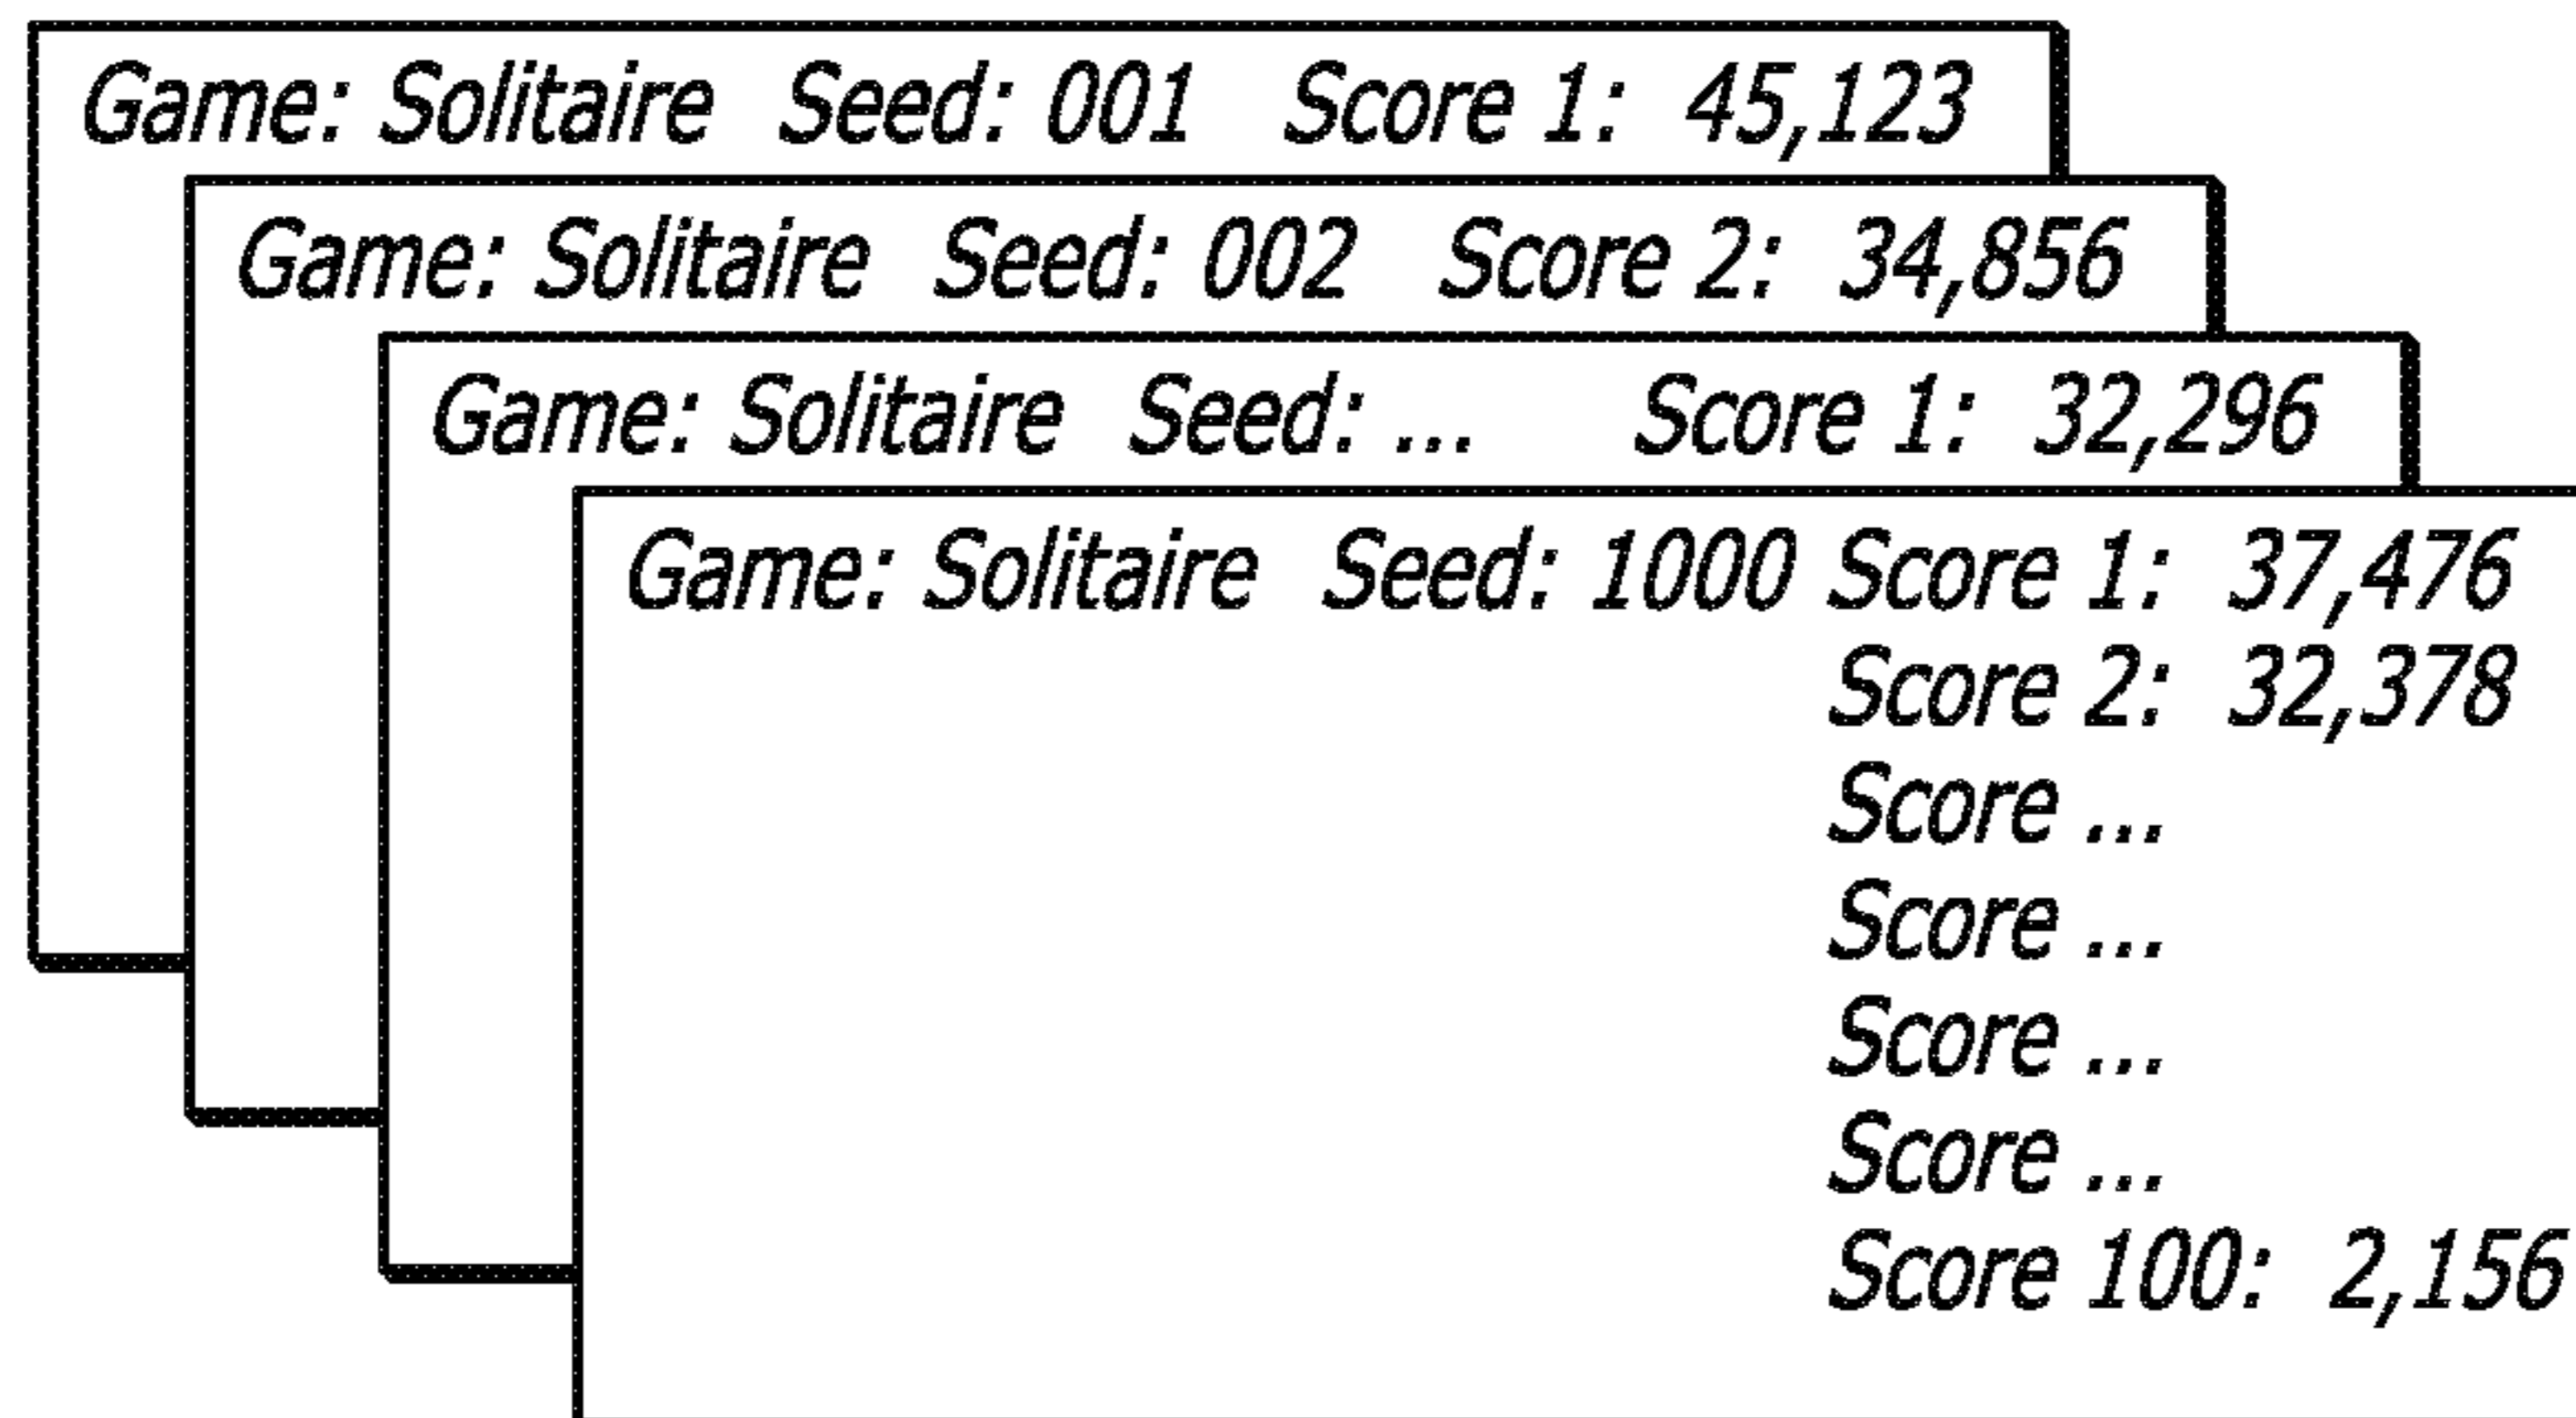 Game: Solitaire Seed: 001 Score 1: 45,123
Game: Solitaire Seed: 002 Score 2: 34,856
Game: Solitaire Seed: ... Score 1: 32,296
Game: Solitaire Seed: 1000 Score 1: 37,476
Score 2: 32,378
Score ...
Score ...
Score ...
Score ...
Score 100: 2,156